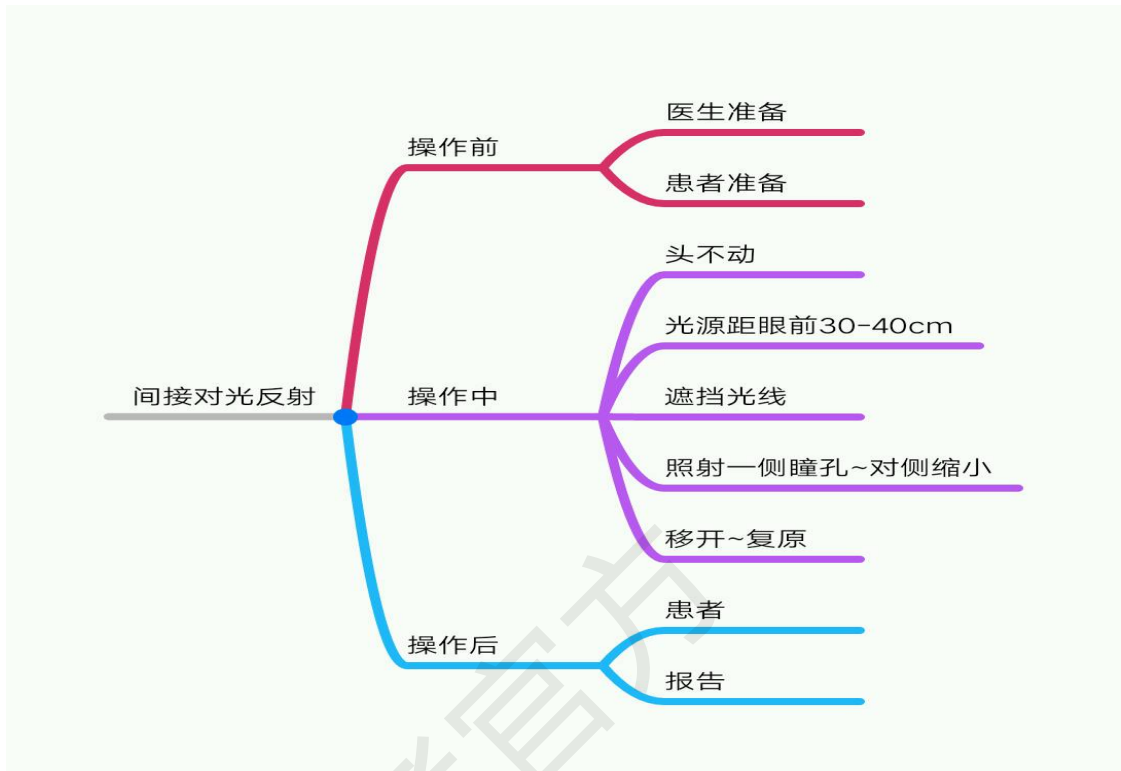 间接对光反射
操作前
医生准备
患者准备
操作中
头不动
光源距眼前30-40cm
遮挡光线
照射一侧瞳孔~对侧缩小
移开~复原
操作后
患者
报告
官方